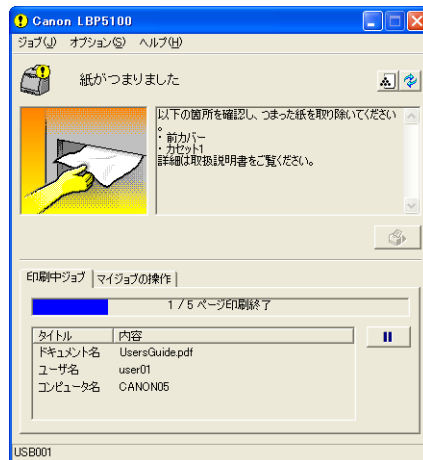 Canon LBP5100
ジョブ(J) オプション(S) ヘルプ(H)
紙がつまりました
以下の箇所を確認し、つまった紙を取り除いてください
。
・前カバー
・カセット1
詳細は取扱説明書をご覧ください。
印刷中ジョブ マイジョブの操作
1 / 5 ページ印刷終了
タイトル 内容
ドキュメント名 UsersGuide.pdf
ユーザ名 user01
コンピュータ名 CANON05
USB001